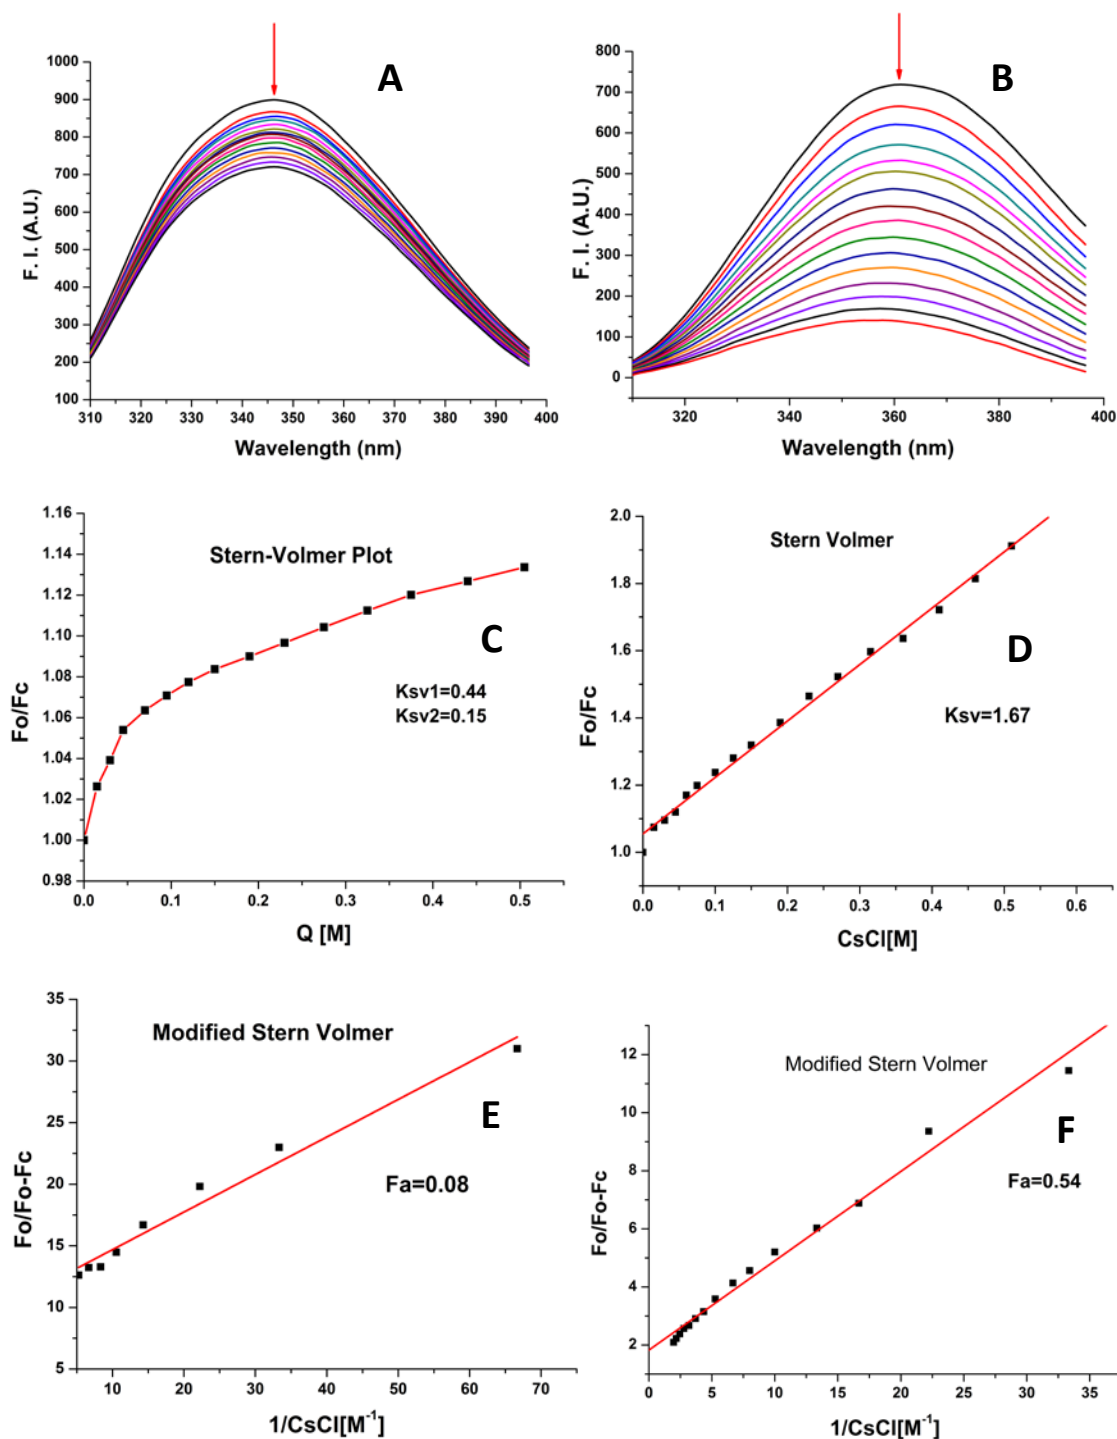 A
F. I. (A.U.)
1000
900
800
700
600
500
400
300
200
100
310 320 330 340 350 360 370 380 390 400
Wavelength (nm)
B
F. I. (A.U.)
800
700
600
500
400
300
200
100
0
320 340 360 380 400
Wavelength (nm)
Stern-Volmer Plot
C
Ksv1=0.44
Ksv2=0.15
Fo/Fc
1.16
1.14
1.12
1.10
1.08
1.06
1.04
1.02
1.00
0.98
0.0 0.1 0.2 0.3 0.4 0.5
Q [M]
Stern Volmer
D
Ksv=1.67
Fo/Fc
2.0
1.8
1.6
1.4
1.2
1.0
0.0 0.1 0.2 0.3 0.4 0.5 0.6
CsCl[M]
Modified Stern Volmer
E
Fa=0.08
Fo/Fo-Fc
35
30
25
20
15
10
5
10 20 30 40 50 60 70
1/CsCl[M⁻¹]
Modified Stern Volmer
F
Fa=0.54
Fo/Fo-Fc
12
10
8
6
4
2
0 5 10 15 20 25 30 35
1/CsCl[M⁻¹]